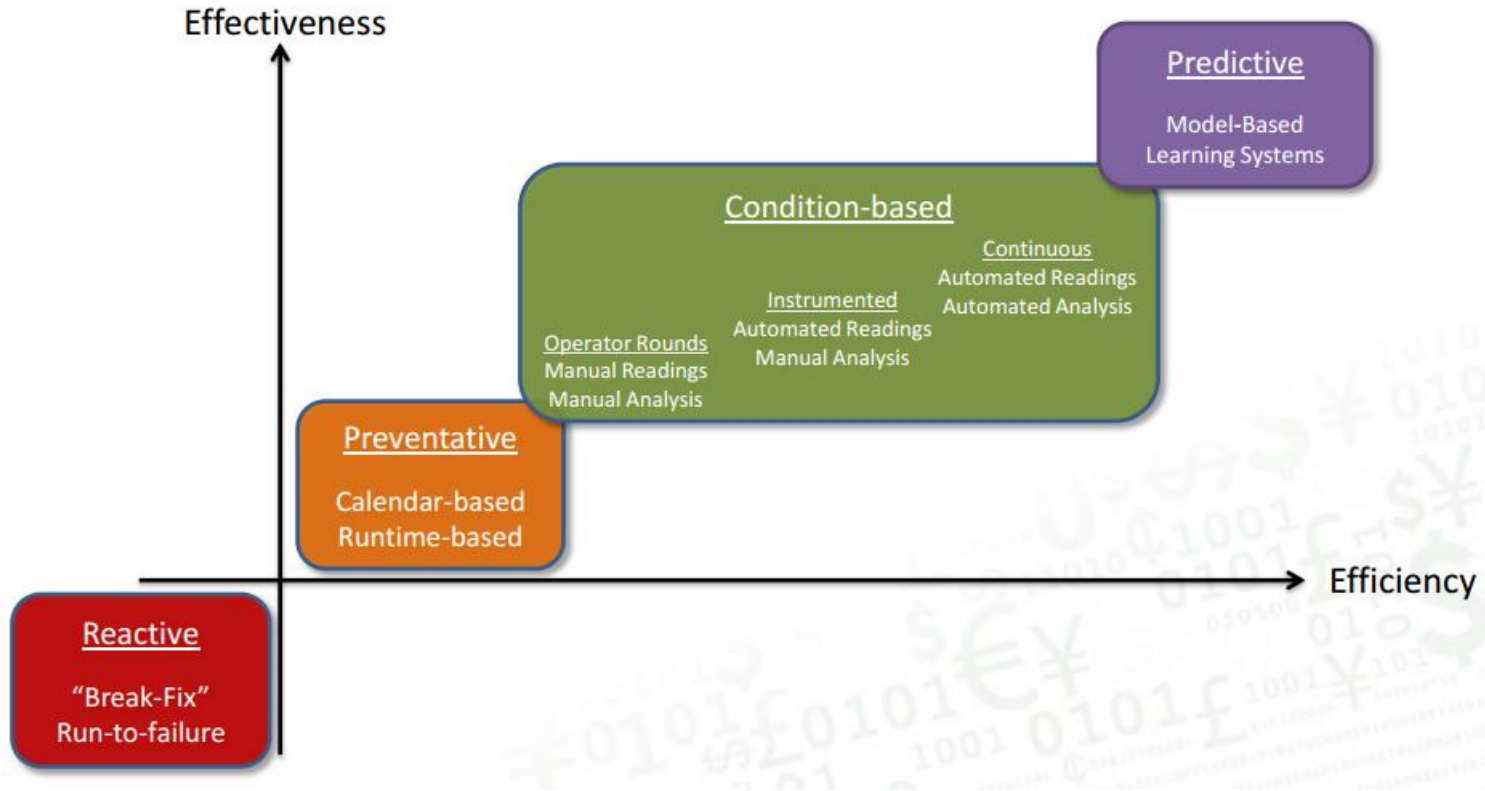 Effectiveness
Predictive
Model-Based
Learning Systems
Condition-based
Continuous
Automated Readings
Automated Analysis
Instrumented
Automated Readings
Manual Analysis
Operator Rounds
Manual Readings
Manual Analysis
Preventative
Calendar-based
Runtime-based
Efficiency
Reactive
“Break-Fix”
Run-to-failure